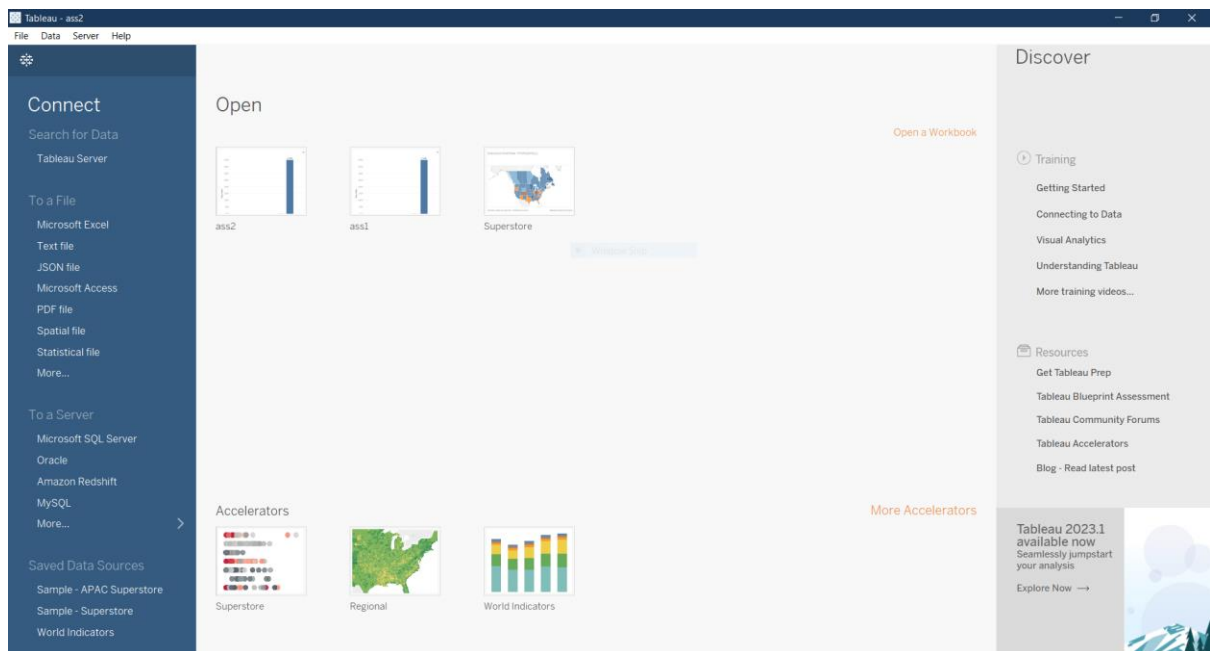 Tableau - ass2
File Data Server Help
Connect
Search for Data
Tableau Server
To a File
Microsoft Excel
Text file
JSON file
Microsoft Access
PDF file
Spatial file
Statistical file
More...
To a Server
Microsoft SQL Server
Oracle
Amazon Redshift
MySQL
More...
Saved Data Sources
Sample - APAC Superstore
Sample - Superstore
World Indicators
Open
Open a Workbook
ass2 ass1 Superstore
Accelerators More Accelerators
Superstore Regional World Indicators
Discover
Training
Getting Started
Connecting to Data
Visual Analytics
Understanding Tableau
More training videos...
Resources
Get Tableau Prep
Tableau Blueprint Assessment
Tableau Community Forums
Tableau Accelerators
Blog - Read latest post
Tableau 2023.1
available now
Seamlessly jumpstart
your analysis
Explore Now →